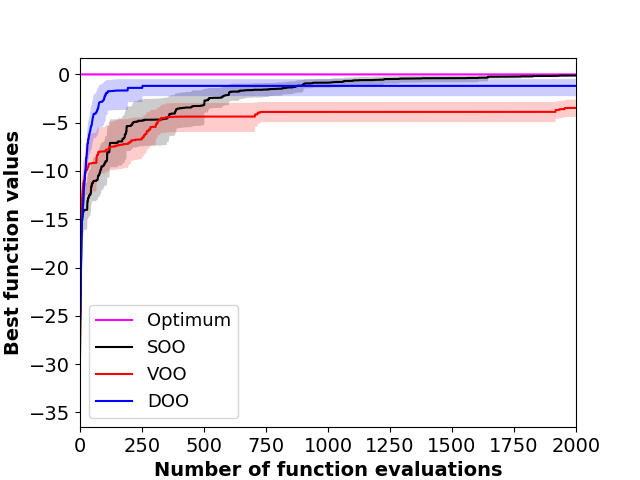 0
−5
−10
−15
−20
−25
−30
−35
Best function values
Optimum
SOO
VOO
DOO
0 250 500 750 1000 1250 1500 1750 2000
Number of function evaluations